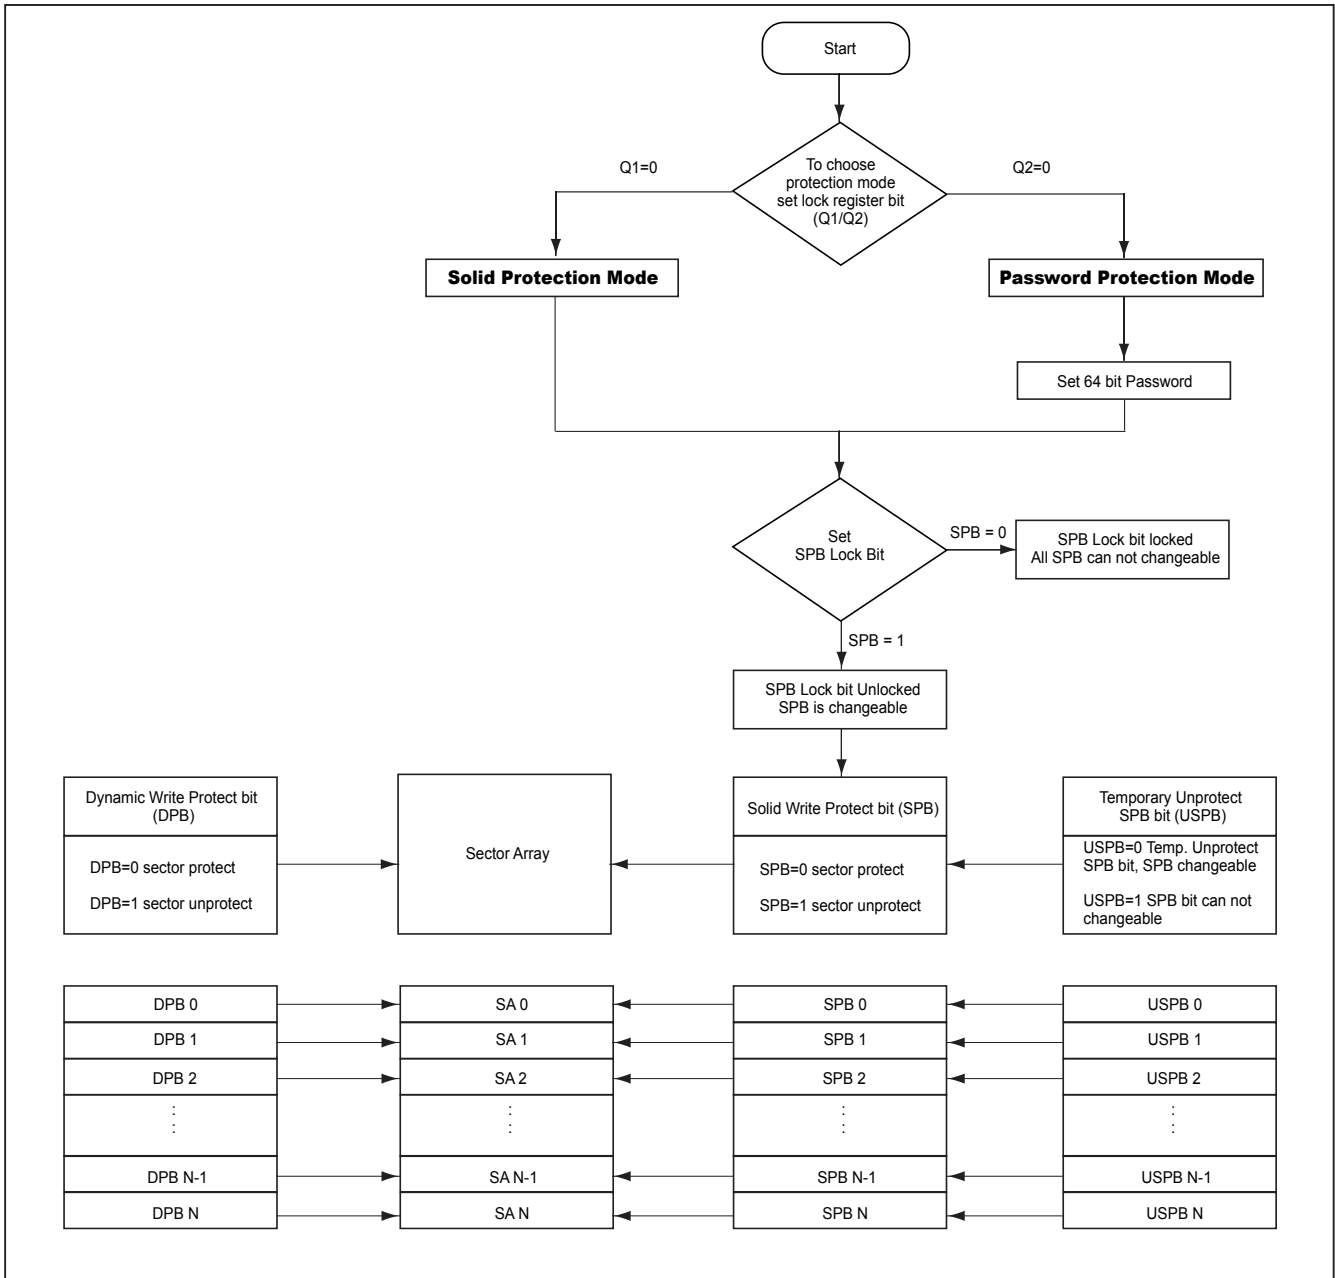 Start
To choose
protection mode
set lock register bit
(Q1/Q2)
Q1=0
Q2=0
Solid Protection Mode
Password Protection Mode
Set 64 bit Password
Set
SPB Lock Bit
SPB = 0
SPB Lock bit locked
All SPB can not changeable
SPB = 1
SPB Lock bit Unlocked
SPB is changeable
Dynamic Write Protect bit
(DPB)
DPB=0 sector protect
DPB=1 sector unprotect
Sector Array
Solid Write Protect bit (SPB)
SPB=0 sector protect
SPB=1 sector unprotect
Temporary Unprotect
SPB bit (USPB)
USPB=0 Temp. Unprotect
SPB bit, SPB changeable
USPB=1 SPB bit can not
changeable
DPB 0
SA 0
SPB 0
USPB 0
DPB 1
SA 1
SPB 1
USPB 1
DPB 2
SA 2
SPB 2
USPB 2
DPB N-1
SA N-1
SPB N-1
USPB N-1
DPB N
SA N
SPB N
USPB N